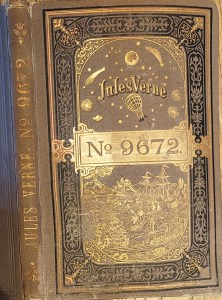 JULES VERNE. No 9672.
Jules Verne
No 9672.